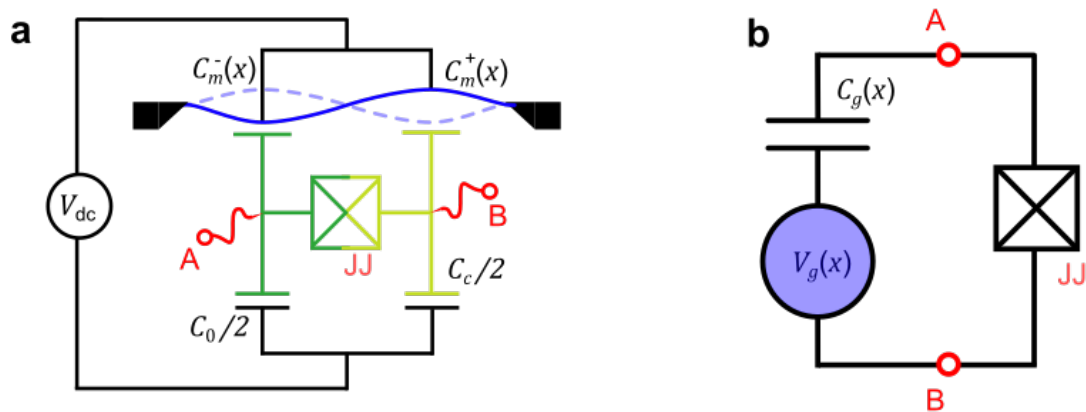 a
C_m^-(x)
C_m^+(x)
V_dc
A
B
JJ
C_c/2
C_0/2
b
A
C_g(x)
V_g(x)
JJ
B